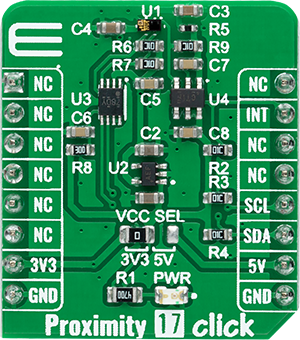 U1
C3
C4
R5
R6
R9
R7
C7
U3
C5
U4
NC
NC
NC
INT
C6
C2
C8
NC
NC
R8
U2
R2
R3
NC
SCL
VCC SEL
NC
SDA
3V3
3V3
5V
R4
5V
R1
PWR
GND
4700
GND
Proximity 17 click